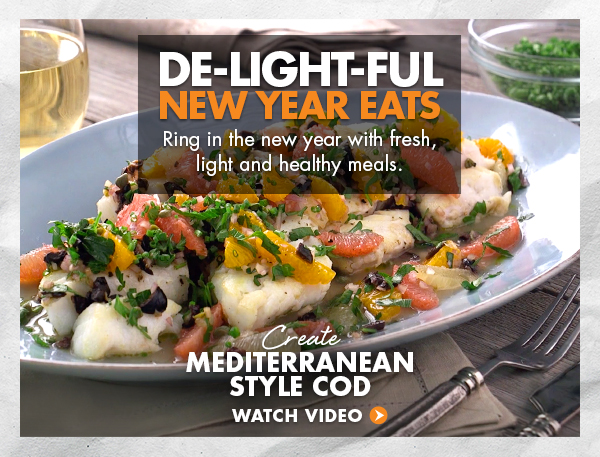 DE-LIGHT-FUL
NEW YEAR EATS
Ring in the new year with fresh,
light and healthy meals.
Create
MEDITERRANEAN
STYLE COD
WATCH VIDEO